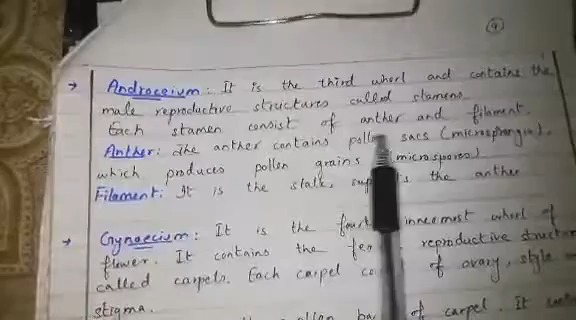 4
→ Androceium: It is the third whorl and contains the
male reproductive structures called stamens
Each stamen consist of anther and filament.
Anther: The anther contains pollen sacs (microsporangia),
which produces pollen grains (microspores)
Filament: It is the stalk, the anther
→ Gynaecium: It is the innermost whorl of
flower. It contains the reproductive
called carpels. Each carpel of ovary, style
stigma.
of carpel. It